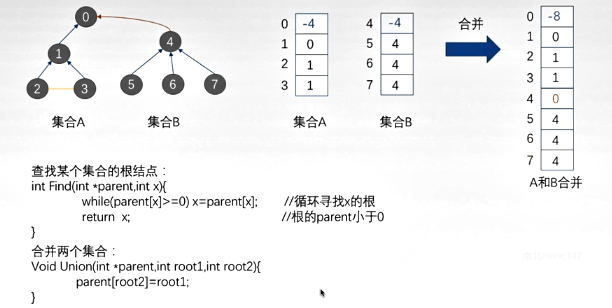 0
1
4
2
3
5
6
7
集合A
集合B
0 -4
1 0
2 1
3 1
集合A
4 -4
5 4
6 4
7 4
集合B
合并
0 -8
1 0
2 1
3 1
4 0
5 4
6 4
7 4
A和B合并
查找某个集合的根结点：
int Find(int *parent,int x){
while(parent[x]>=0) x=parent[x]; //循环寻找x的根
return x; //根的parent小于0
}
合并两个集合：
Void Union(int *parent,int root1,int root2){
parent[root2]=root1;
}